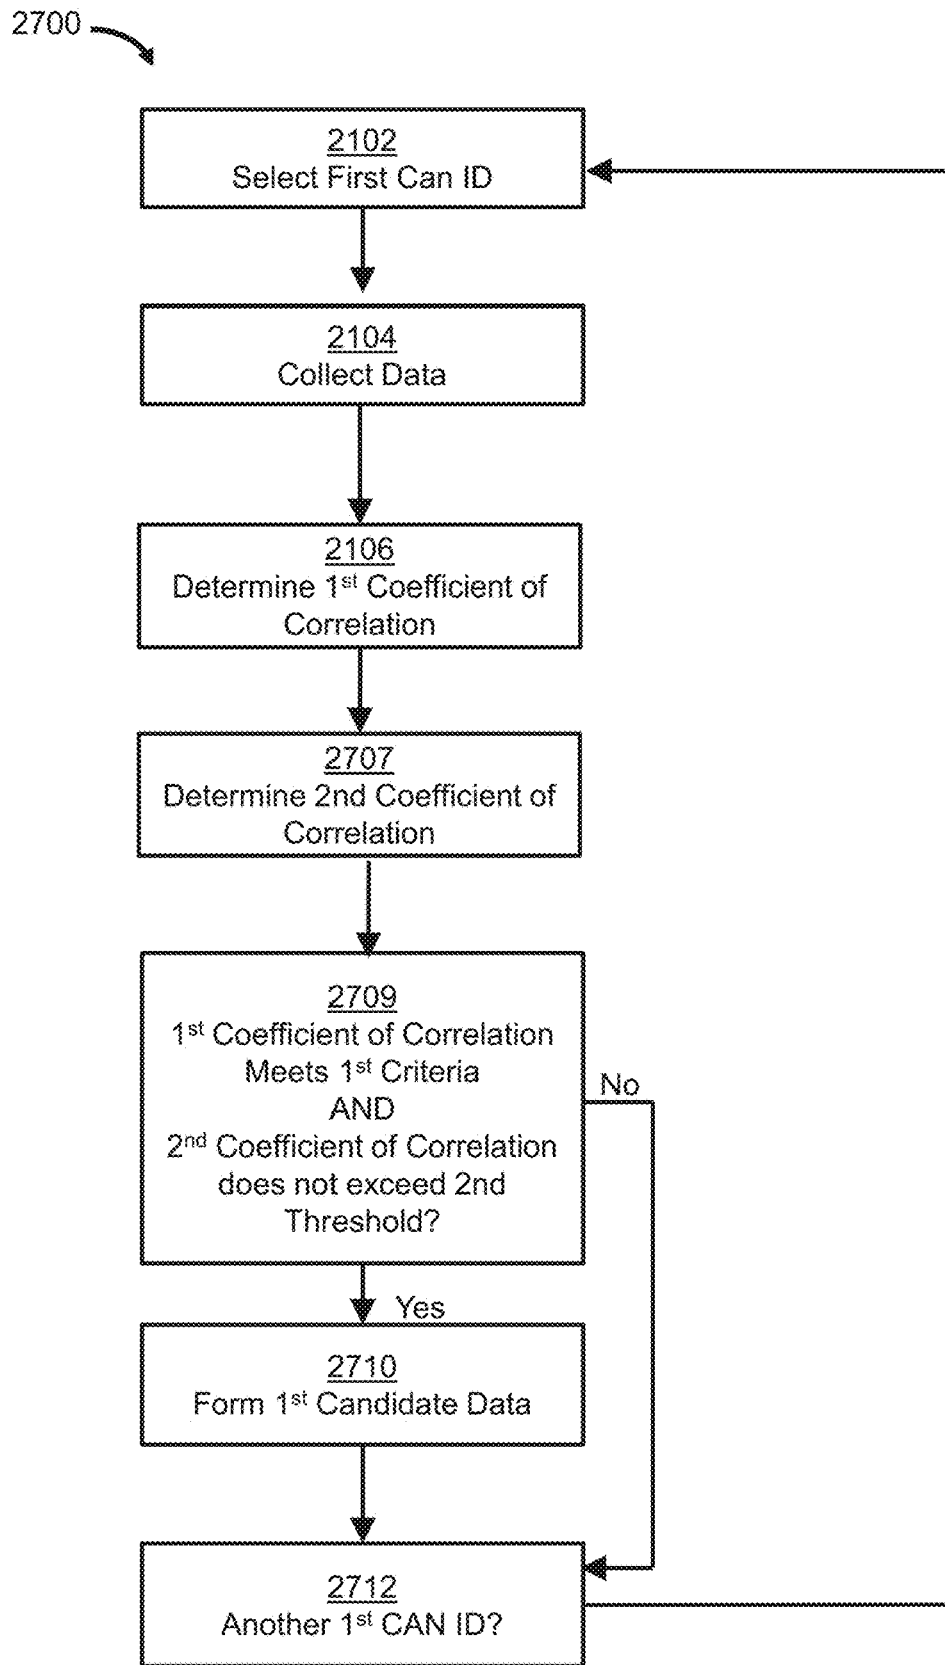 2700
2102
Select First Can ID
2104
Collect Data
2106
Determine 1st Coefficient of
Correlation
2707
Determine 2nd Coefficient of
Correlation
2709
1st Coefficient of Correlation
Meets 1st Criteria
AND
2nd Coefficient of Correlation
does not exceed 2nd
Threshold?
No
Yes
2710
Form 1st Candidate Data
2712
Another 1st CAN ID?